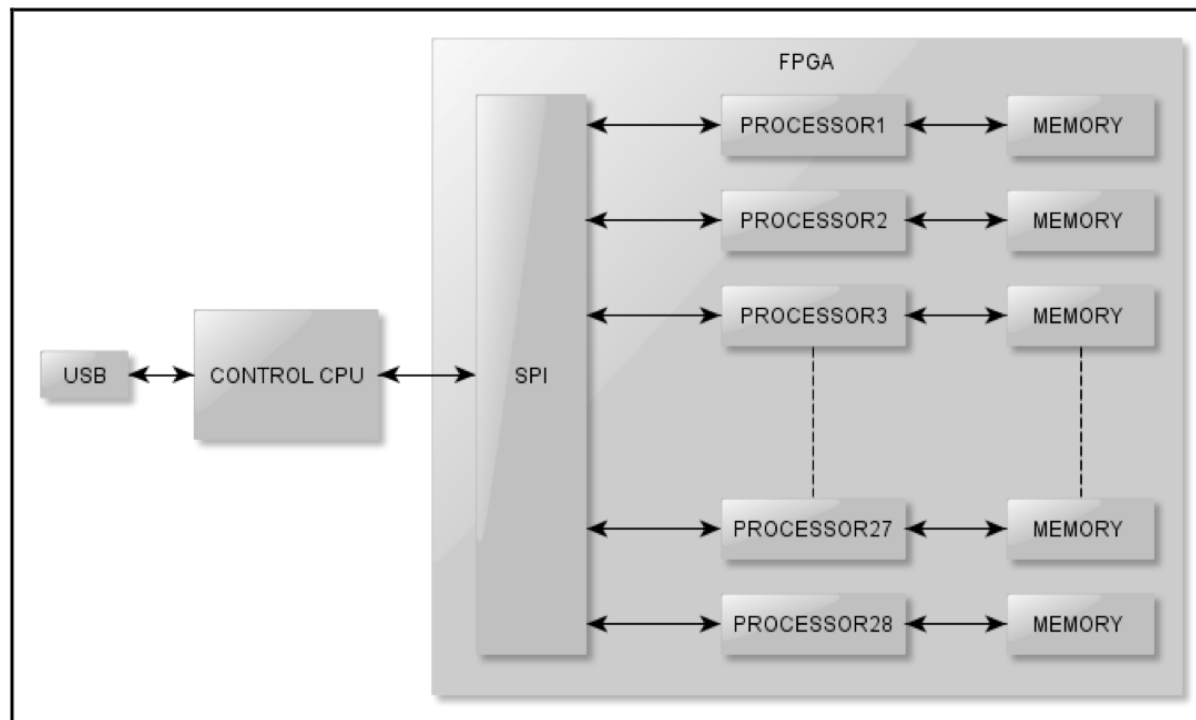 FPGA
PROCESSOR1
MEMORY
PROCESSOR2
MEMORY
PROCESSOR3
MEMORY
USB
CONTROL CPU
SPI
PROCESSOR27
MEMORY
PROCESSOR28
MEMORY